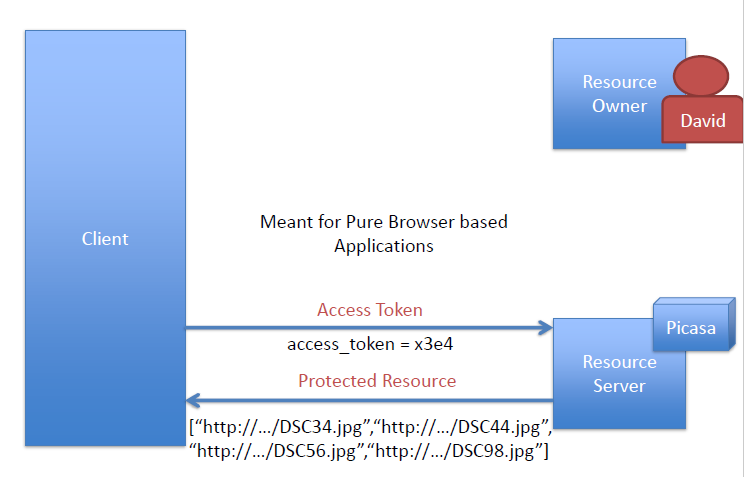 Resource
Owner
David
Client
Meant for Pure Browser based
Applications
Access Token
access_token = x3e4
Picasa
Resource
Server
Protected Resource
[“http://.../DSC34.jpg”,“http://.../DSC44.jpg”,
“http://.../DSC56.jpg”,“http://.../DSC98.jpg”]